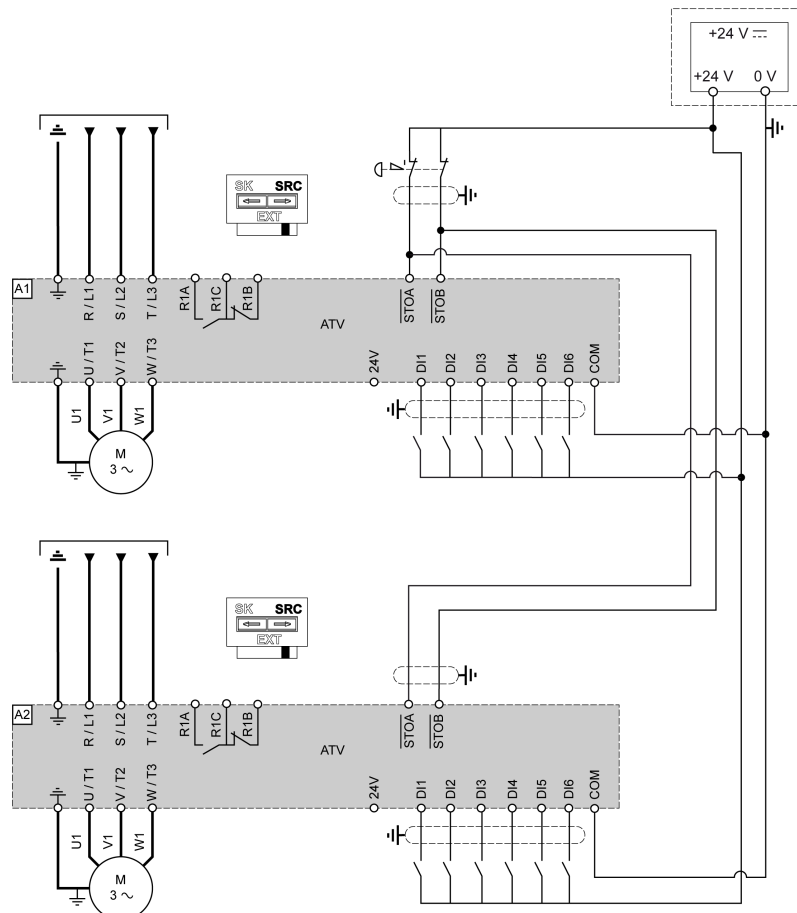 +24 V
+24 V 0 V
SK SRC
EXT
A1
R / L1
S / L2
T / L3
R1A
R1C
R1B
ATV
STOA
STOB
U / T1
V / T2
W / T3
24V
DI1
DI2
DI3
DI4
DI5
DI6
COM
U1
V1
W1
M
3 ~
SK SRC
EXT
A2
R / L1
S / L2
T / L3
R1A
R1C
R1B
ATV
STOA
STOB
U / T1
V / T2
W / T3
24V
DI1
DI2
DI3
DI4
DI5
DI6
COM
U1
V1
W1
M
3 ~